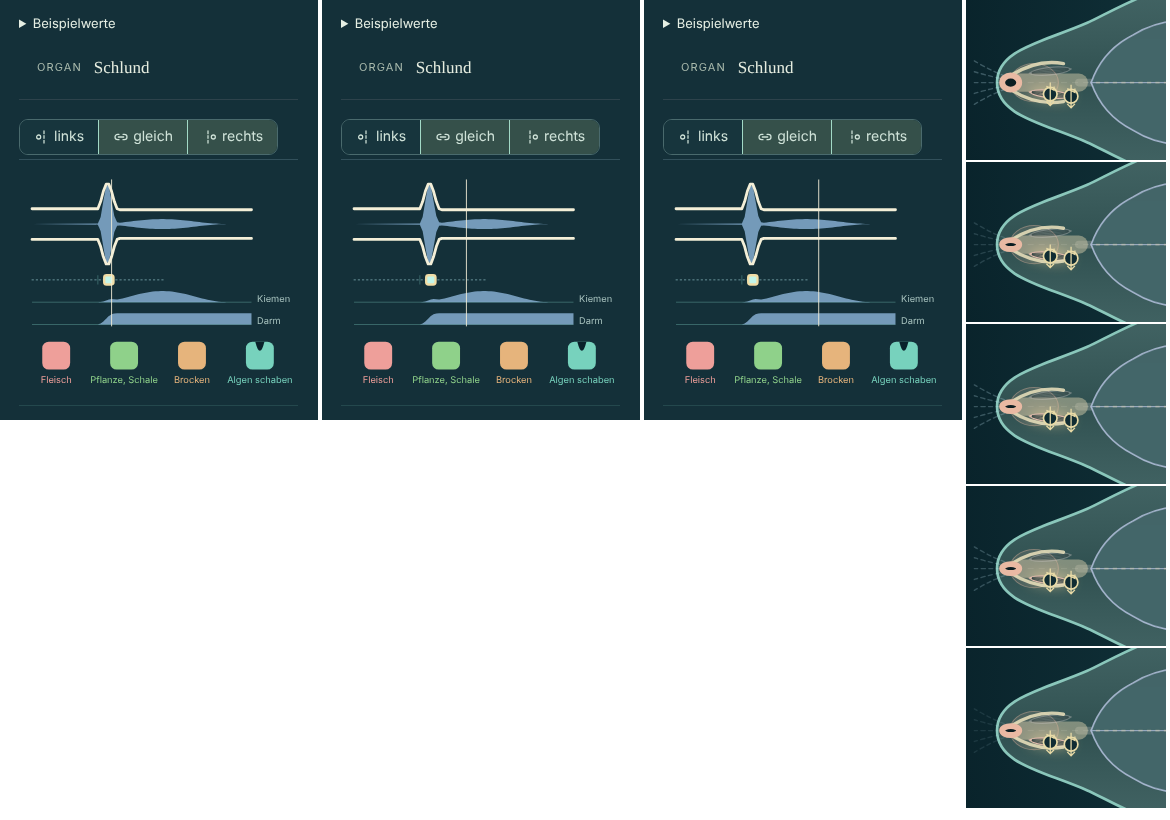 Beispielwerte
ORGAN Schlund
links gleich rechts
Kiemen
Darm
Fleisch Pflanze, Schale Brocken Algen schaben
Beispielwerte
ORGAN Schlund
links gleich rechts
Kiemen
Darm
Fleisch Pflanze, Schale Brocken Algen schaben
Beispielwerte
ORGAN Schlund
links gleich rechts
Kiemen
Darm
Fleisch Pflanze, Schale Brocken Algen schaben